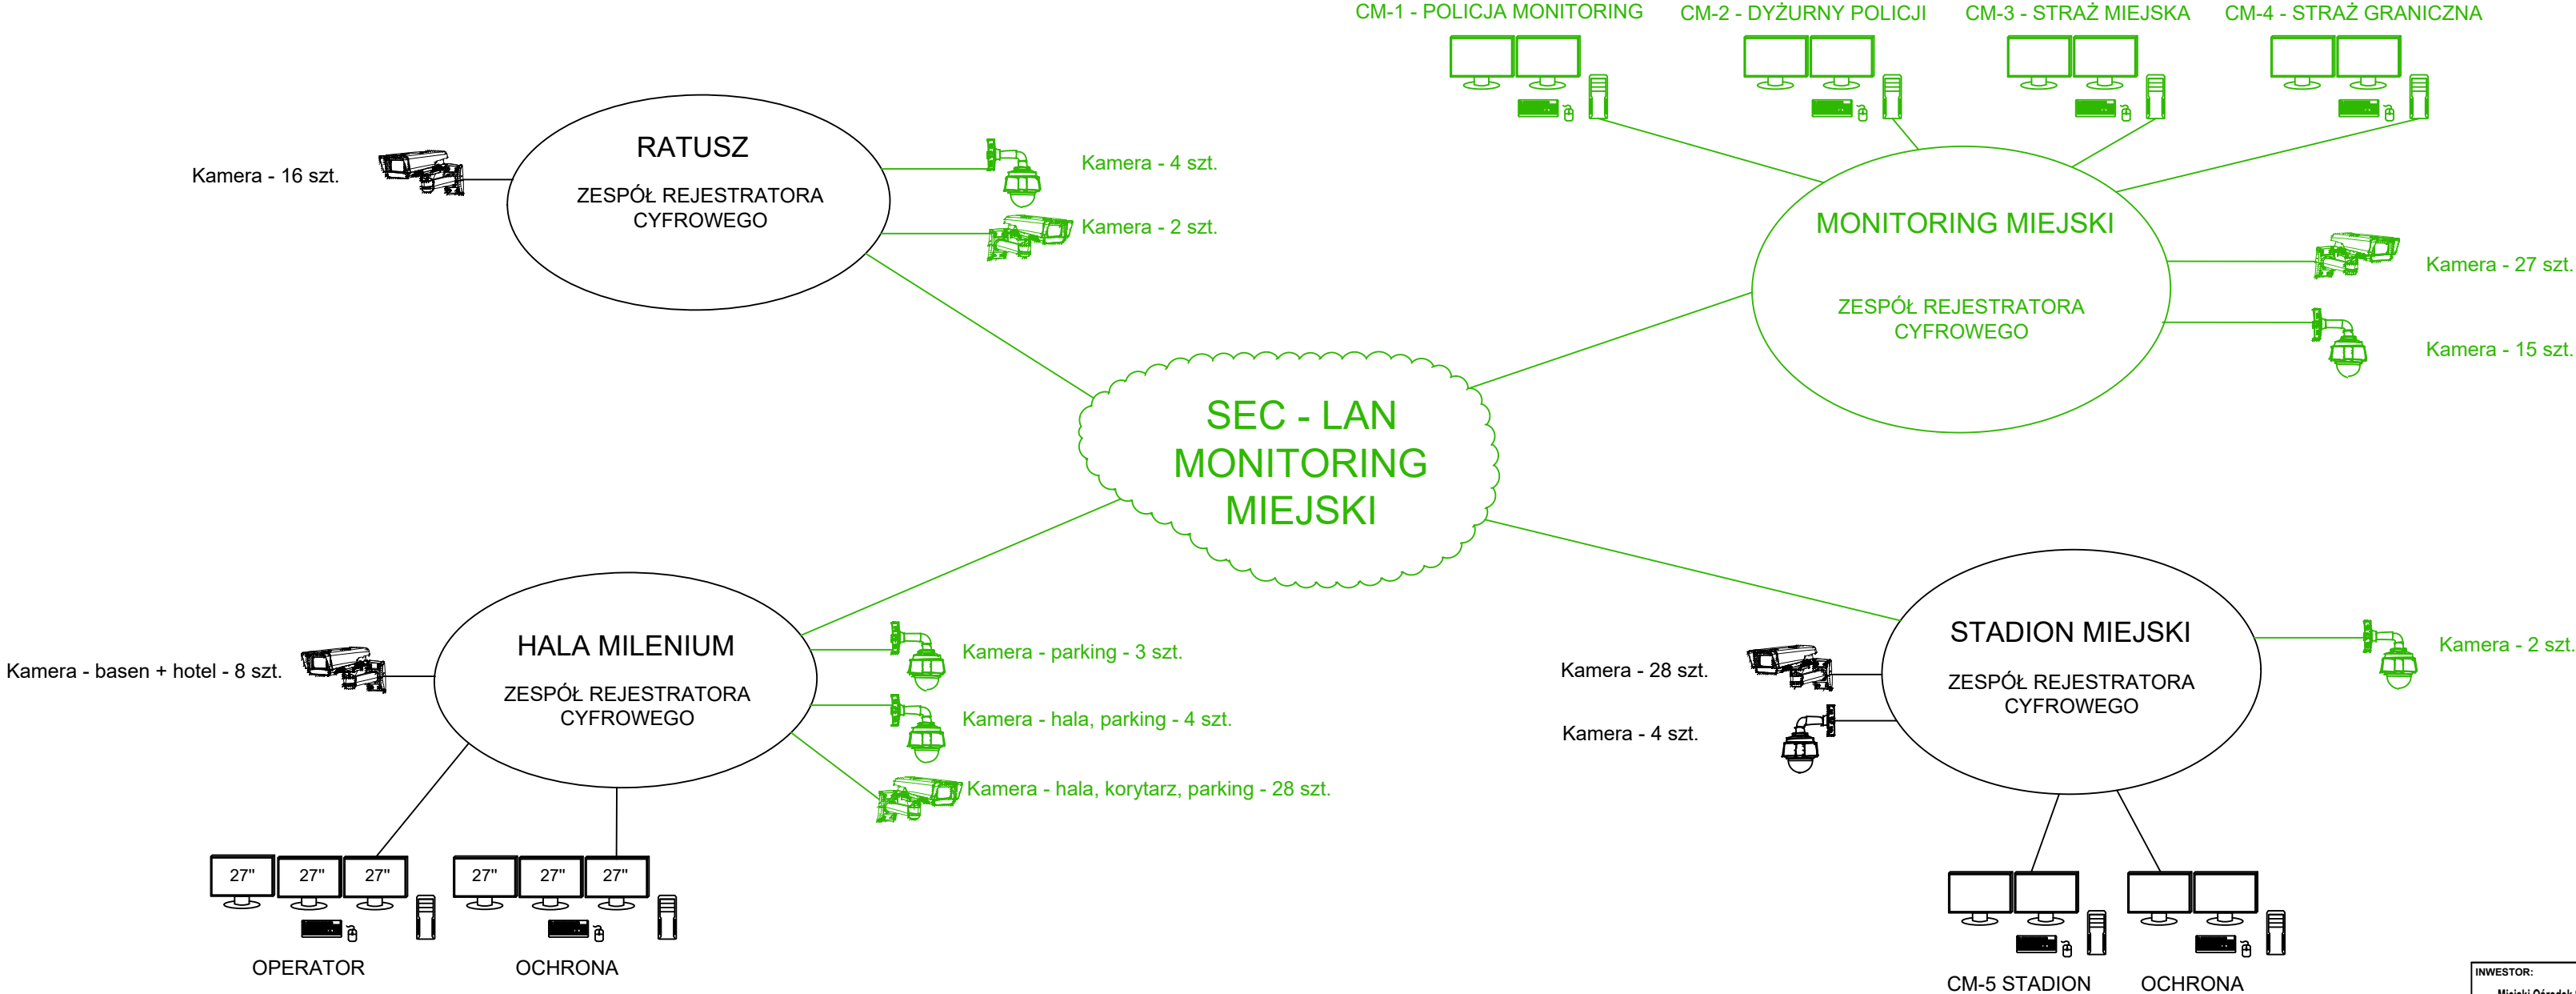 CM-1 - POLICJA MONITORING
CM-2 - DYŻURNY POLICJI
CM-3 - STRAŻ MIEJSKA
CM-4 - STRAŻ GRANICZNA
RATUSZ
ZESPÓŁ REJESTRATORA
CYFROWEGO
Kamera - 16 szt.
Kamera - 4 szt.
Kamera - 2 szt.
MONITORING MIEJSKI
ZESPÓŁ REJESTRATORA
CYFROWEGO
Kamera - 27 szt.
Kamera - 15 szt.
SEC - LAN
MONITORING
MIEJSKI
HALA MILENIUM
ZESPÓŁ REJESTRATORA
CYFROWEGO
Kamera - basen + hotel - 8 szt.
Kamera - parking - 3 szt.
Kamera - hala, parking - 4 szt.
Kamera - hala, korytarz, parking - 28 szt.
27"
27"
27"
27"
27"
27"
OPERATOR
OCHRONA
STADION MIEJSKI
ZESPÓŁ REJESTRATORA
CYFROWEGO
Kamera - 28 szt.
Kamera - 4 szt.
Kamera - 2 szt.
CM-5 STADION
OCHRONA
INWESTOR:
Miejski Ośrodek